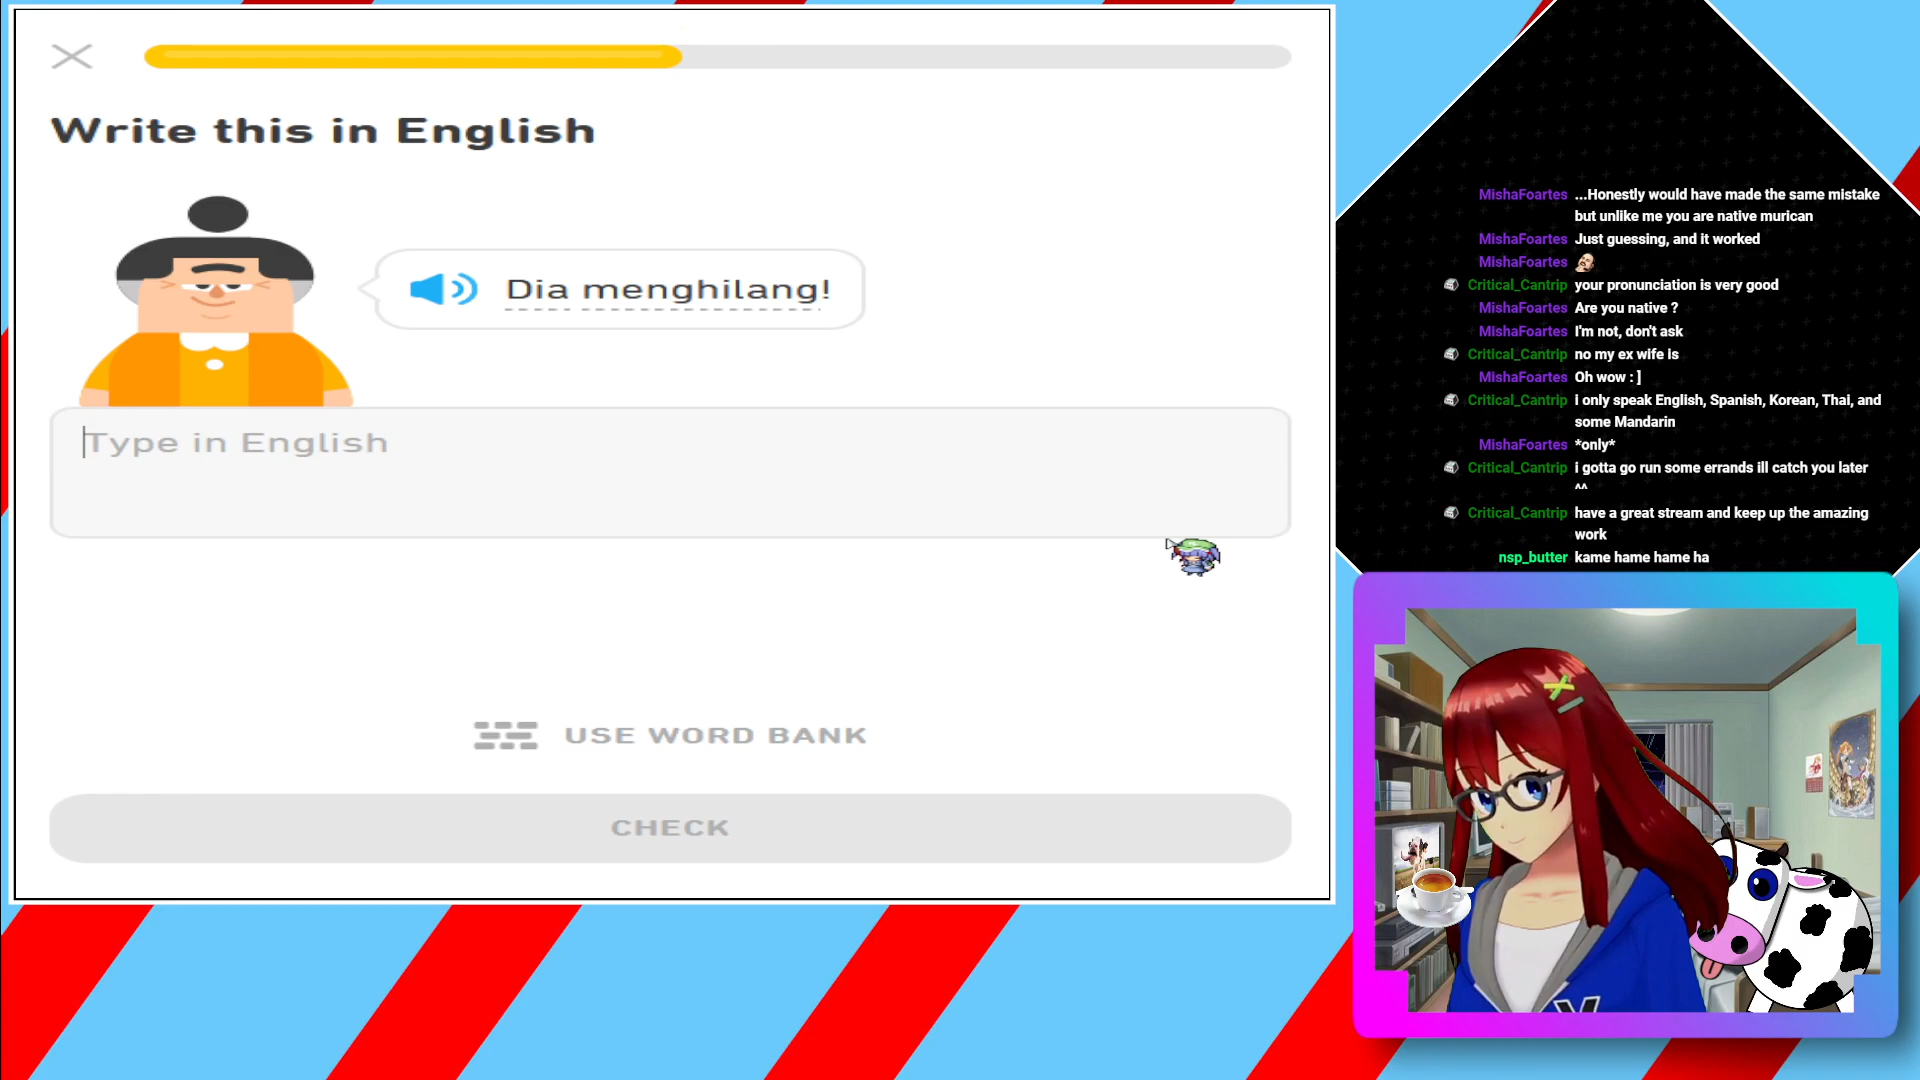 Write this in English
Dia menghilang!
Type in English
USE WORD BANK
CHECK
MishaFoartes ...Honestly would have made the same mistake
but unlike me you are native murican
MishaFoartes Just guessing, and it worked
MishaFoartes
Critical_Cantrip your pronunciation is very good
MishaFoartes Are you native ?
MishaFoartes I'm not, don't ask
Critical_Cantrip no my ex wife is
MishaFoartes Oh wow : ]
Critical_Cantrip i only speak English, Spanish, Korean, Thai, and
some Mandarin
MishaFoartes *only*
Critical_Cantrip i gotta go run some errands ill catch you later
^^
Critical_Cantrip have a great stream and keep up the amazing
work
nsp_butter kame hame hame ha